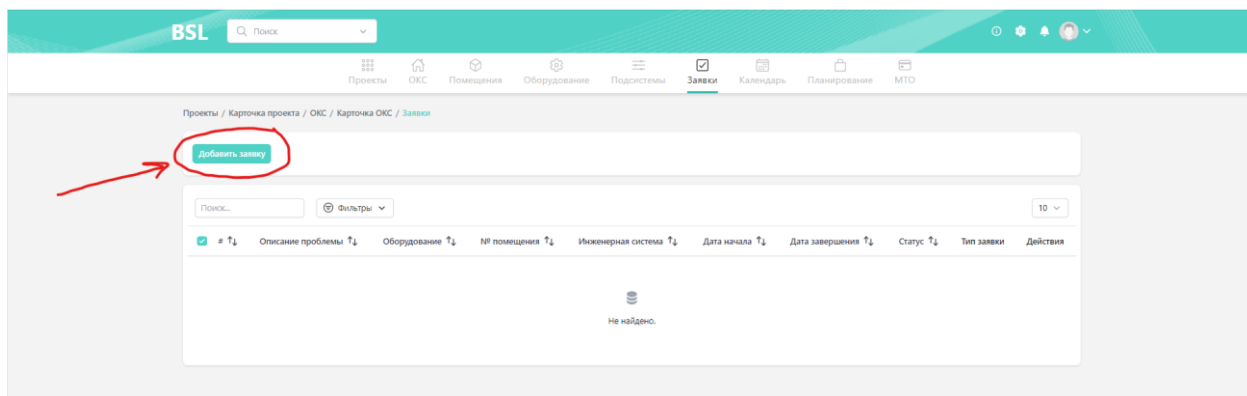 BSL Поиск
Проекты ОКС Помещения Оборудование Подсистемы Заявки Календарь Планирование МТО
Проекты / Карточка проекта / ОКС / Карточка ОКС / Заявки
Добавить заявку
Поиск... Фильтры 10
# Описание проблемы Оборудование № помещения Инженерная система Дата начала Дата завершения Статус Тип заявки Действия
Не найдено.